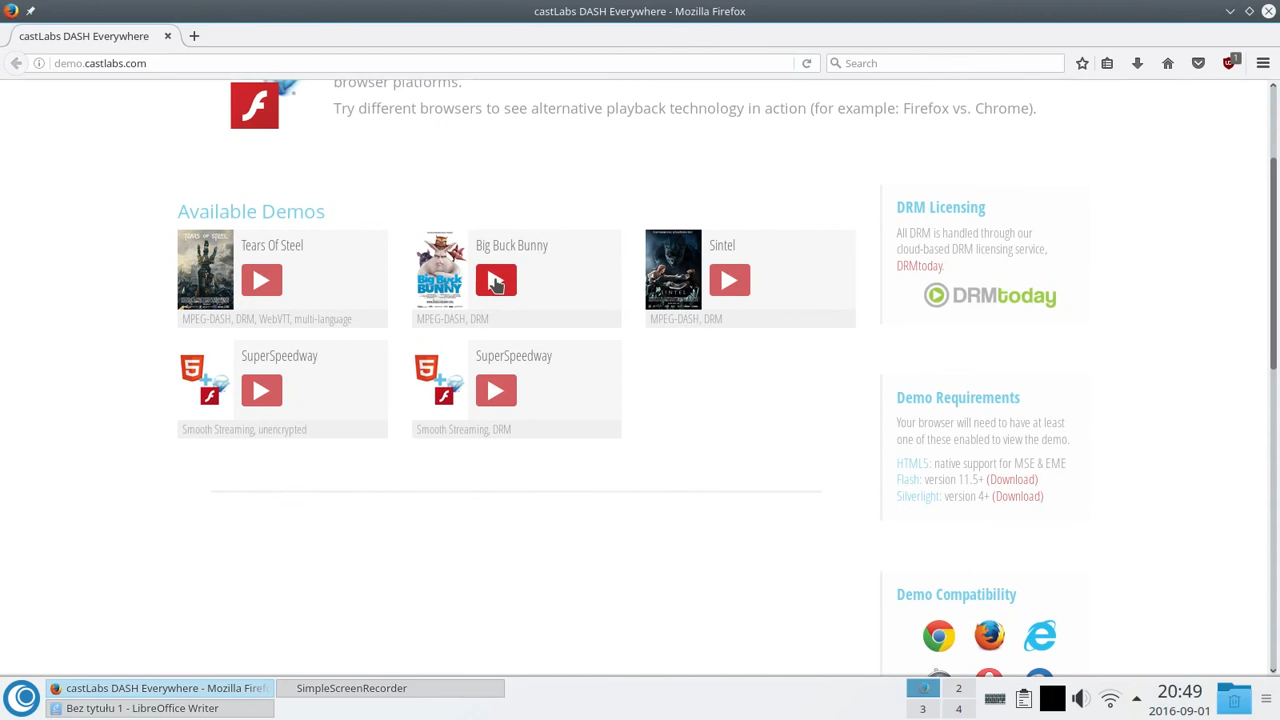 castLabs DASH Everywhere - Mozilla Firefox
castLabs DASH Everywhere
demo.castlabs.com
Search
1
browser platforms.
Try different browsers to see alternative playback technology in action (for example: Firefox vs. Chrome).
Available Demos
Tears Of Steel
MPEG-DASH, DRM, WebVTT, multi-language
Big Buck Bunny
Big Buck
BUNNY
MPEG-DASH, DRM
Sintel
MPEG-DASH, DRM
SuperSpeedway
Smooth Streaming, unencrypted
SuperSpeedway
Smooth Streaming, DRM
DRM Licensing
All DRM is handled through our
cloud-based DRM licensing service,
DRMtoday.
DRMtoday
Demo Requirements
Your browser will need to have at least
one of these enabled to view the demo.
HTML5: native support for MSE & EME
Flash: version 11.5+ (Download)
Silverlight: version 4+ (Download)
Demo Compatibility
castLabs DASH Everywhere - Mozilla Firef
SimpleScreenRecorder
Bez tytułu 1 - LibreOffice Writer
2
3
4
20:49
2016-09-01